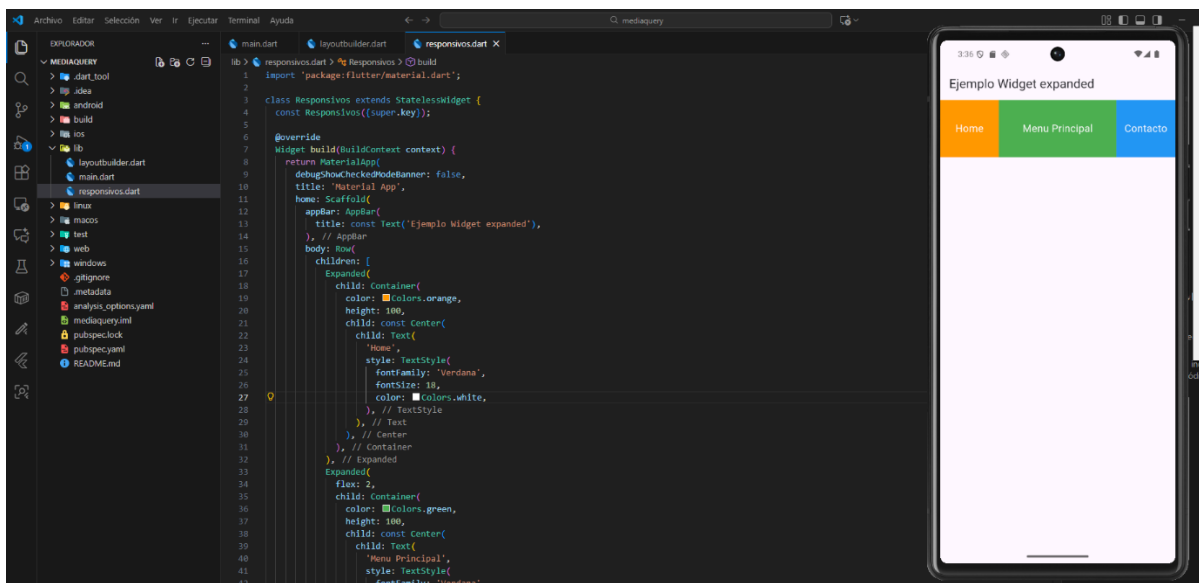 Archivo Editar Selección Ver Ir Ejecutar Terminal Ayuda
mediaquery
EXPLORADOR
MEDIAQUERY
.dart_tool
.idea
android
build
ios
lib
layoutbuilder.dart
main.dart
responsivos.dart
linux
macos
test
web
windows
.gitignore
.metadata
analysis_options.yaml
mediaquery.iml
pubspec.lock
pubspec.yaml
README.md
main.dart layoutbuilder.dart responsivos.dart
lib > responsivos.dart > Responsivos > build
1 import 'package:flutter/material.dart';
2
3 class Responsivos extends StatelessWidget {
4 const Responsivos({super.key});
5
6 @override
7 Widget build(BuildContext context) {
8 return MaterialApp(
9 debugShowCheckedModeBanner: false,
10 title: 'Material App',
11 home: Scaffold(
12 appBar: AppBar(
13 title: const Text('Ejemplo Widget expanded'),
14 ), // AppBar
15 body: Row(
16 children: [
17 Expanded(
18 child: Container(
19 color: Colors.orange,
20 height: 100,
21 child: const Center(
22 child: Text(
23 'Home',
24 style: TextStyle(
25 fontFamily: 'Verdana',
26 fontSize: 18,
27 color: Colors.white,
28 ), // TextStyle
29 ), // Text
30 ), // Center
31 ), // Container
32 ), // Expanded
33 Expanded(
34 flex: 2,
35 child: Container(
36 color: Colors.green,
37 height: 100,
38 child: const Center(
39 child: Text(
40 'Menu Principal',
41 style: TextStyle(
3:36
Ejemplo Widget expanded
Home Menu Principal Contacto